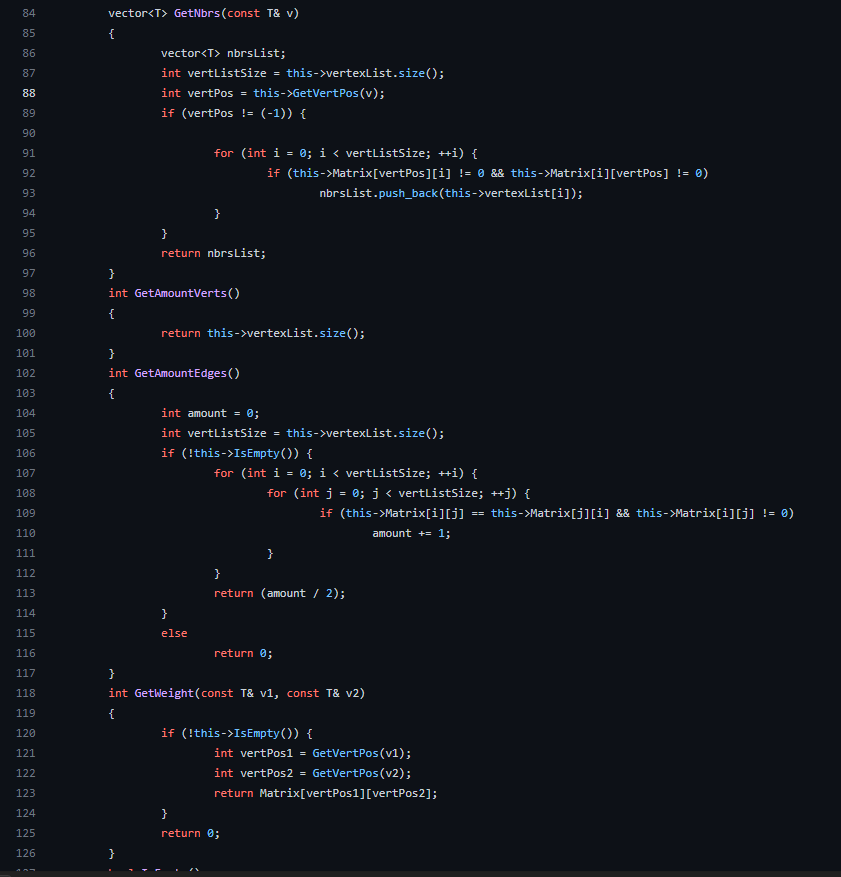 84 vector<T> GetNbrs(const T& v)
85 {
86 vector<T> nbrsList;
87 int vertListSize = this->vertexList.size();
88 int vertPos = this->GetVertPos(v);
89 if (vertPos != (-1)) {
90
91 for (int i = 0; i < vertListSize; ++i) {
92 if (this->Matrix[vertPos][i] != 0 && this->Matrix[i][vertPos] != 0)
93 nbrsList.push_back(this->vertexList[i]);
94 }
95 }
96 return nbrsList;
97 }
98 int GetAmountVerts()
99 {
100 return this->vertexList.size();
101 }
102 int GetAmountEdges()
103 {
104 int amount = 0;
105 int vertListSize = this->vertexList.size();
106 if (!this->IsEmpty()) {
107 for (int i = 0; i < vertListSize; ++i) {
108 for (int j = 0; j < vertListSize; ++j) {
109 if (this->Matrix[i][j] == this->Matrix[j][i] && this->Matrix[i][j] != 0)
110 amount += 1;
111 }
112 }
113 return (amount / 2);
114 }
115 else
116 return 0;
117 }
118 int GetWeight(const T& v1, const T& v2)
119 {
120 if (!this->IsEmpty()) {
121 int vertPos1 = GetVertPos(v1);
122 int vertPos2 = GetVertPos(v2);
123 return Matrix[vertPos1][vertPos2];
124 }
125 return 0;
126 }